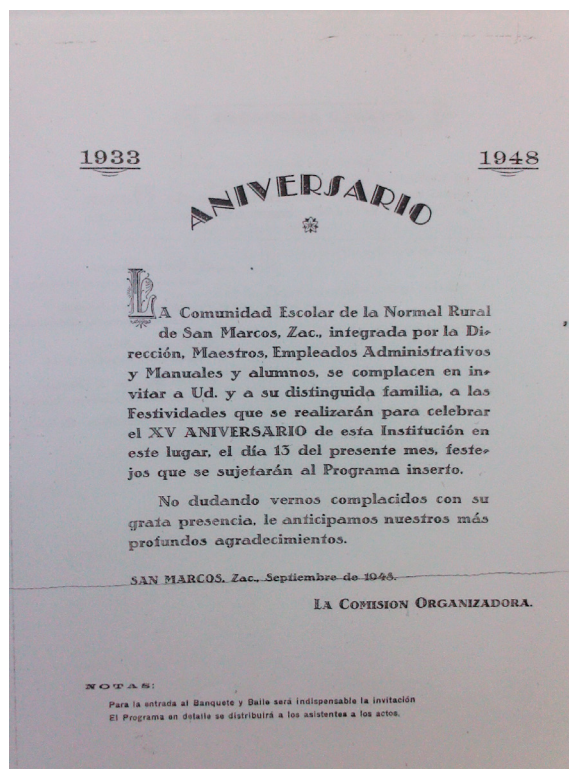 1933 1948
ANIVERSARIO
LA Comunidad Escolar de la Normal Rural
de San Marcos, Zac., integrada por la Di-
rección, Maestros, Empleados Administrativos
y Manuales y alumnos, se complacen en in-
vitar a Ud. y a su distinguida familia, a las
Festividades que se realizarán para celebrar
el XV ANIVERSARIO de esta Institución en
este lugar, el día 15 del presente mes, feste-
jos que se sujetarán al Programa inserto.
No dudando vernos complacidos con su
grata presencia, le anticipamos nuestros más
profundos agradecimientos.
SAN MARCOS, Zac., Septiembre de 1948.
LA COMISION ORGANIZADORA.
NOTAS:
Para la entrada al Banquete y Baile será indispensable la invitación
El Programa en detalle se distribuirá a los asistentes a los actos.